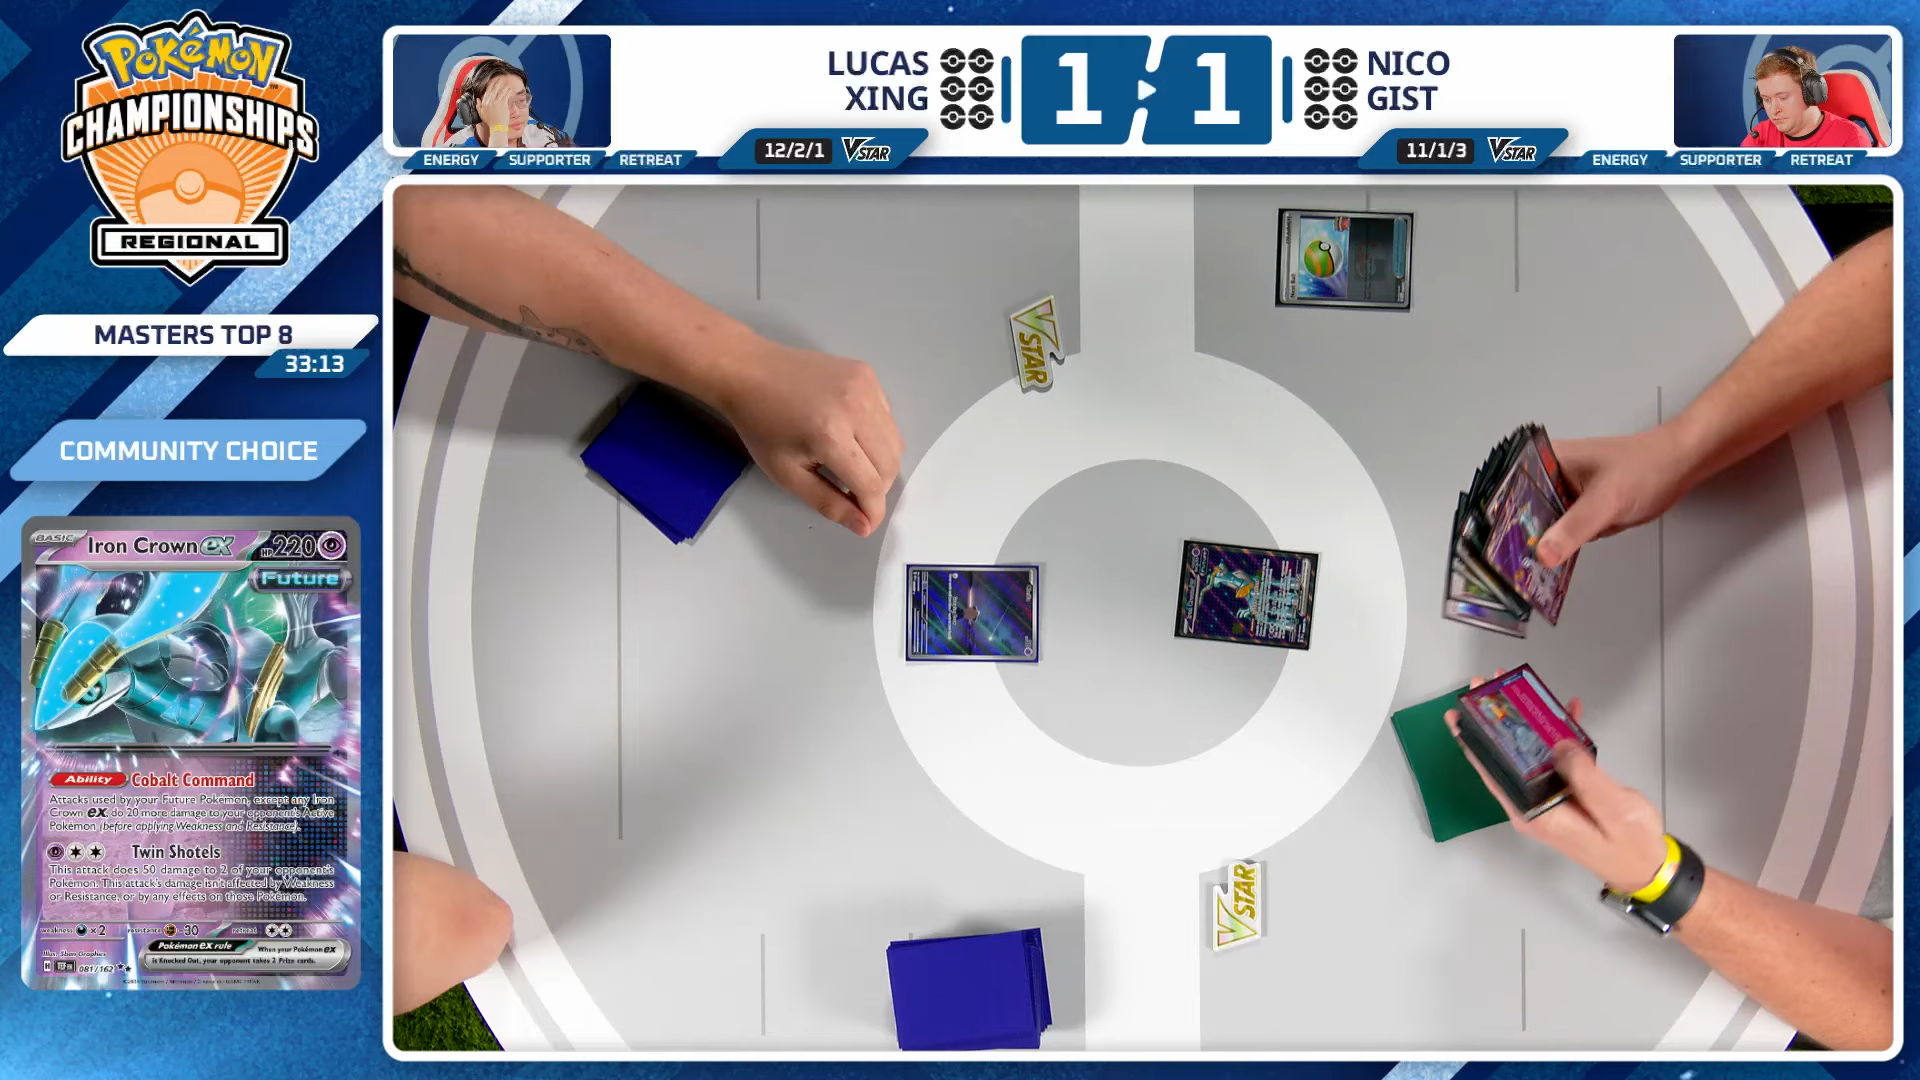 POKéMON
CHAMPIONSHIPS
REGIONAL
MASTERS TOP 8
33:13
COMMUNITY CHOICE
LUCAS
XING
1
1
NICO
GIST
12/2/1
VSTAR
11/1/3
VSTAR
ENERGY
SUPPORTER
RETREAT
ENERGY
SUPPORTER
RETREAT
VSTAR
VSTAR
BASIC
Iron Crown ex
HP 220
Future
Ability
Cobalt Command
Attacks used by your Future Pokémon, except any Iron
Crown ex, do 20 more damage to your opponent's Active
Pokémon (before applying Weakness and Resistance).
Twin Shotels
This attack does 50 damage to 2 of your opponent's
Pokémon. This attack's damage isn't affected by Weakness
or Resistance, or by any effects on those Pokémon.
weakness ×2
resistance -30
retreat
Pokémon ex rule
When your Pokémon ex
is Knocked Out, your opponent takes 2 Prize cards.
081/162